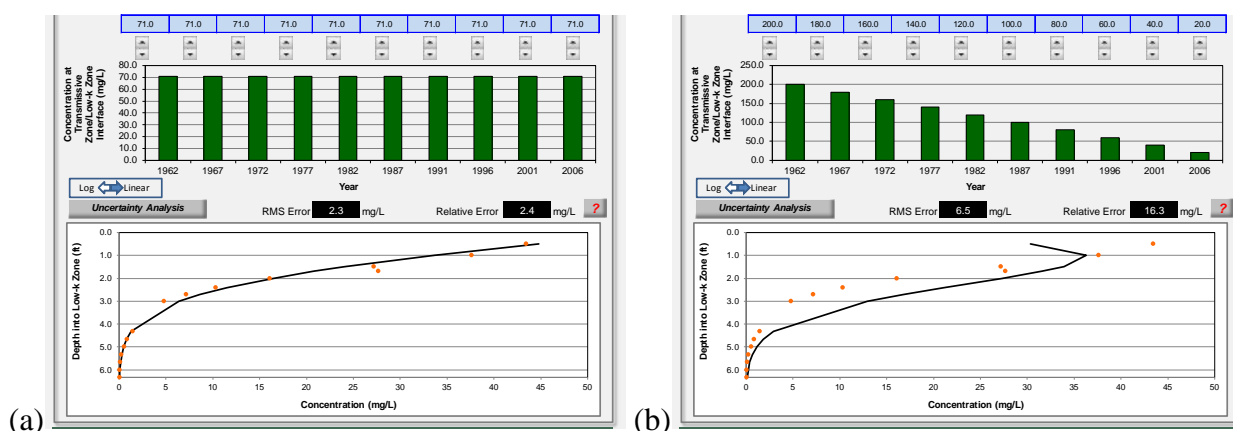 71.0 71.0 71.0 71.0 71.0 71.0 71.0 71.0 71.0 71.0
Concentration at
Transmissive
Zone/Low-k Zone
Interface (mg/L)
80.0
70.0
60.0
50.0
40.0
30.0
20.0
10.0
0.0
1962 1967 1972 1977 1982 1987 1991 1996 2001 2006
Year
Log Linear
Uncertainty Analysis
RMS Error 2.3 mg/L Relative Error 2.4 mg/L ?
Depth into Low-k Zone (ft)
0.0
1.0
2.0
3.0
4.0
5.0
6.0
0 5 10 15 20 25 30 35 40 45 50
Concentration (mg/L)
(a)
200.0 180.0 160.0 140.0 120.0 100.0 80.0 60.0 40.0 20.0
Concentration at
Transmissive
Zone/Low-k Zone
Interface (mg/L)
250.0
200.0
150.0
100.0
50.0
0.0
1962 1967 1972 1977 1982 1987 1991 1996 2001 2006
Year
Log Linear
Uncertainty Analysis
RMS Error 6.5 mg/L Relative Error 16.3 mg/L ?
Depth into Low-k Zone (ft)
0.0
1.0
2.0
3.0
4.0
5.0
6.0
0 5 10 15 20 25 30 35 40 45 50
Concentration (mg/L)
(b)